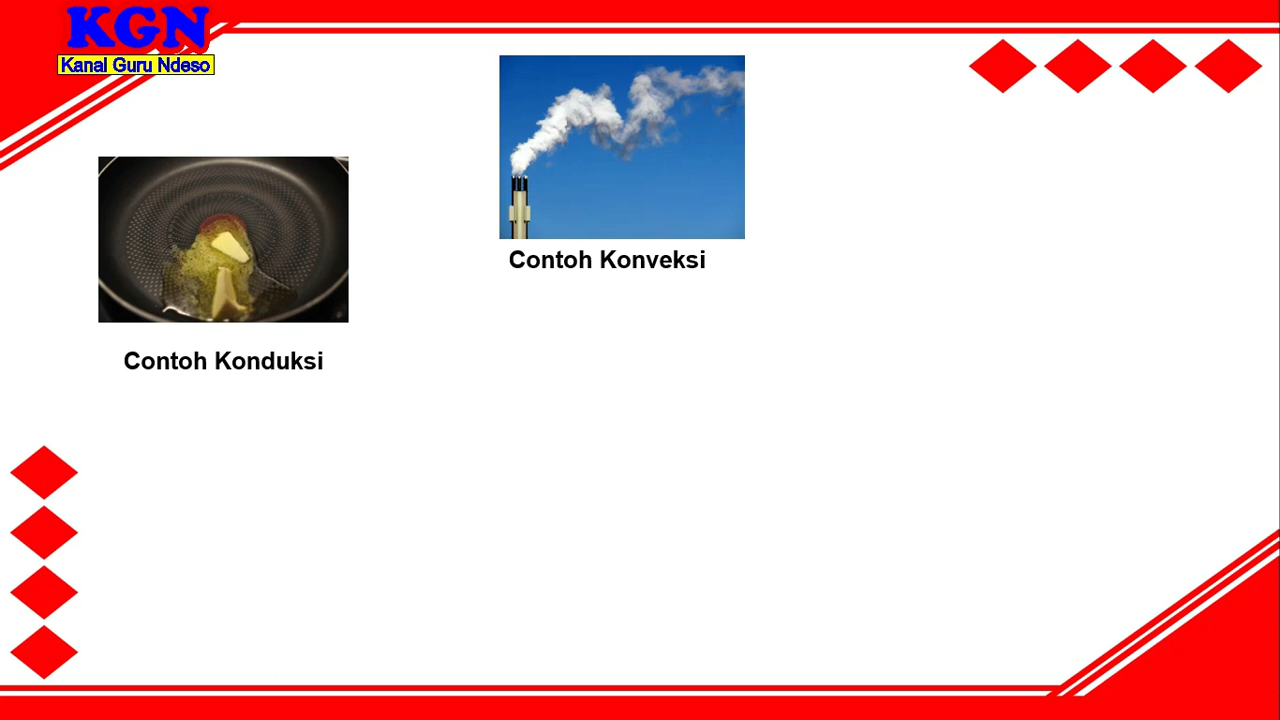 KGN
Kanal Guru Ndeso
Contoh Konveksi
Contoh Konduksi